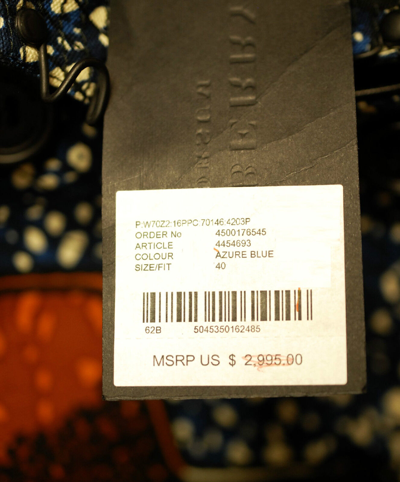 P:W70Z2:16PPC:70146:4203P
ORDER No 4500176545
ARTICLE 4454693
COLOUR AZURE BLUE
SIZE/FIT 40
62B 5045350162485
MSRP US $ 2,995.00